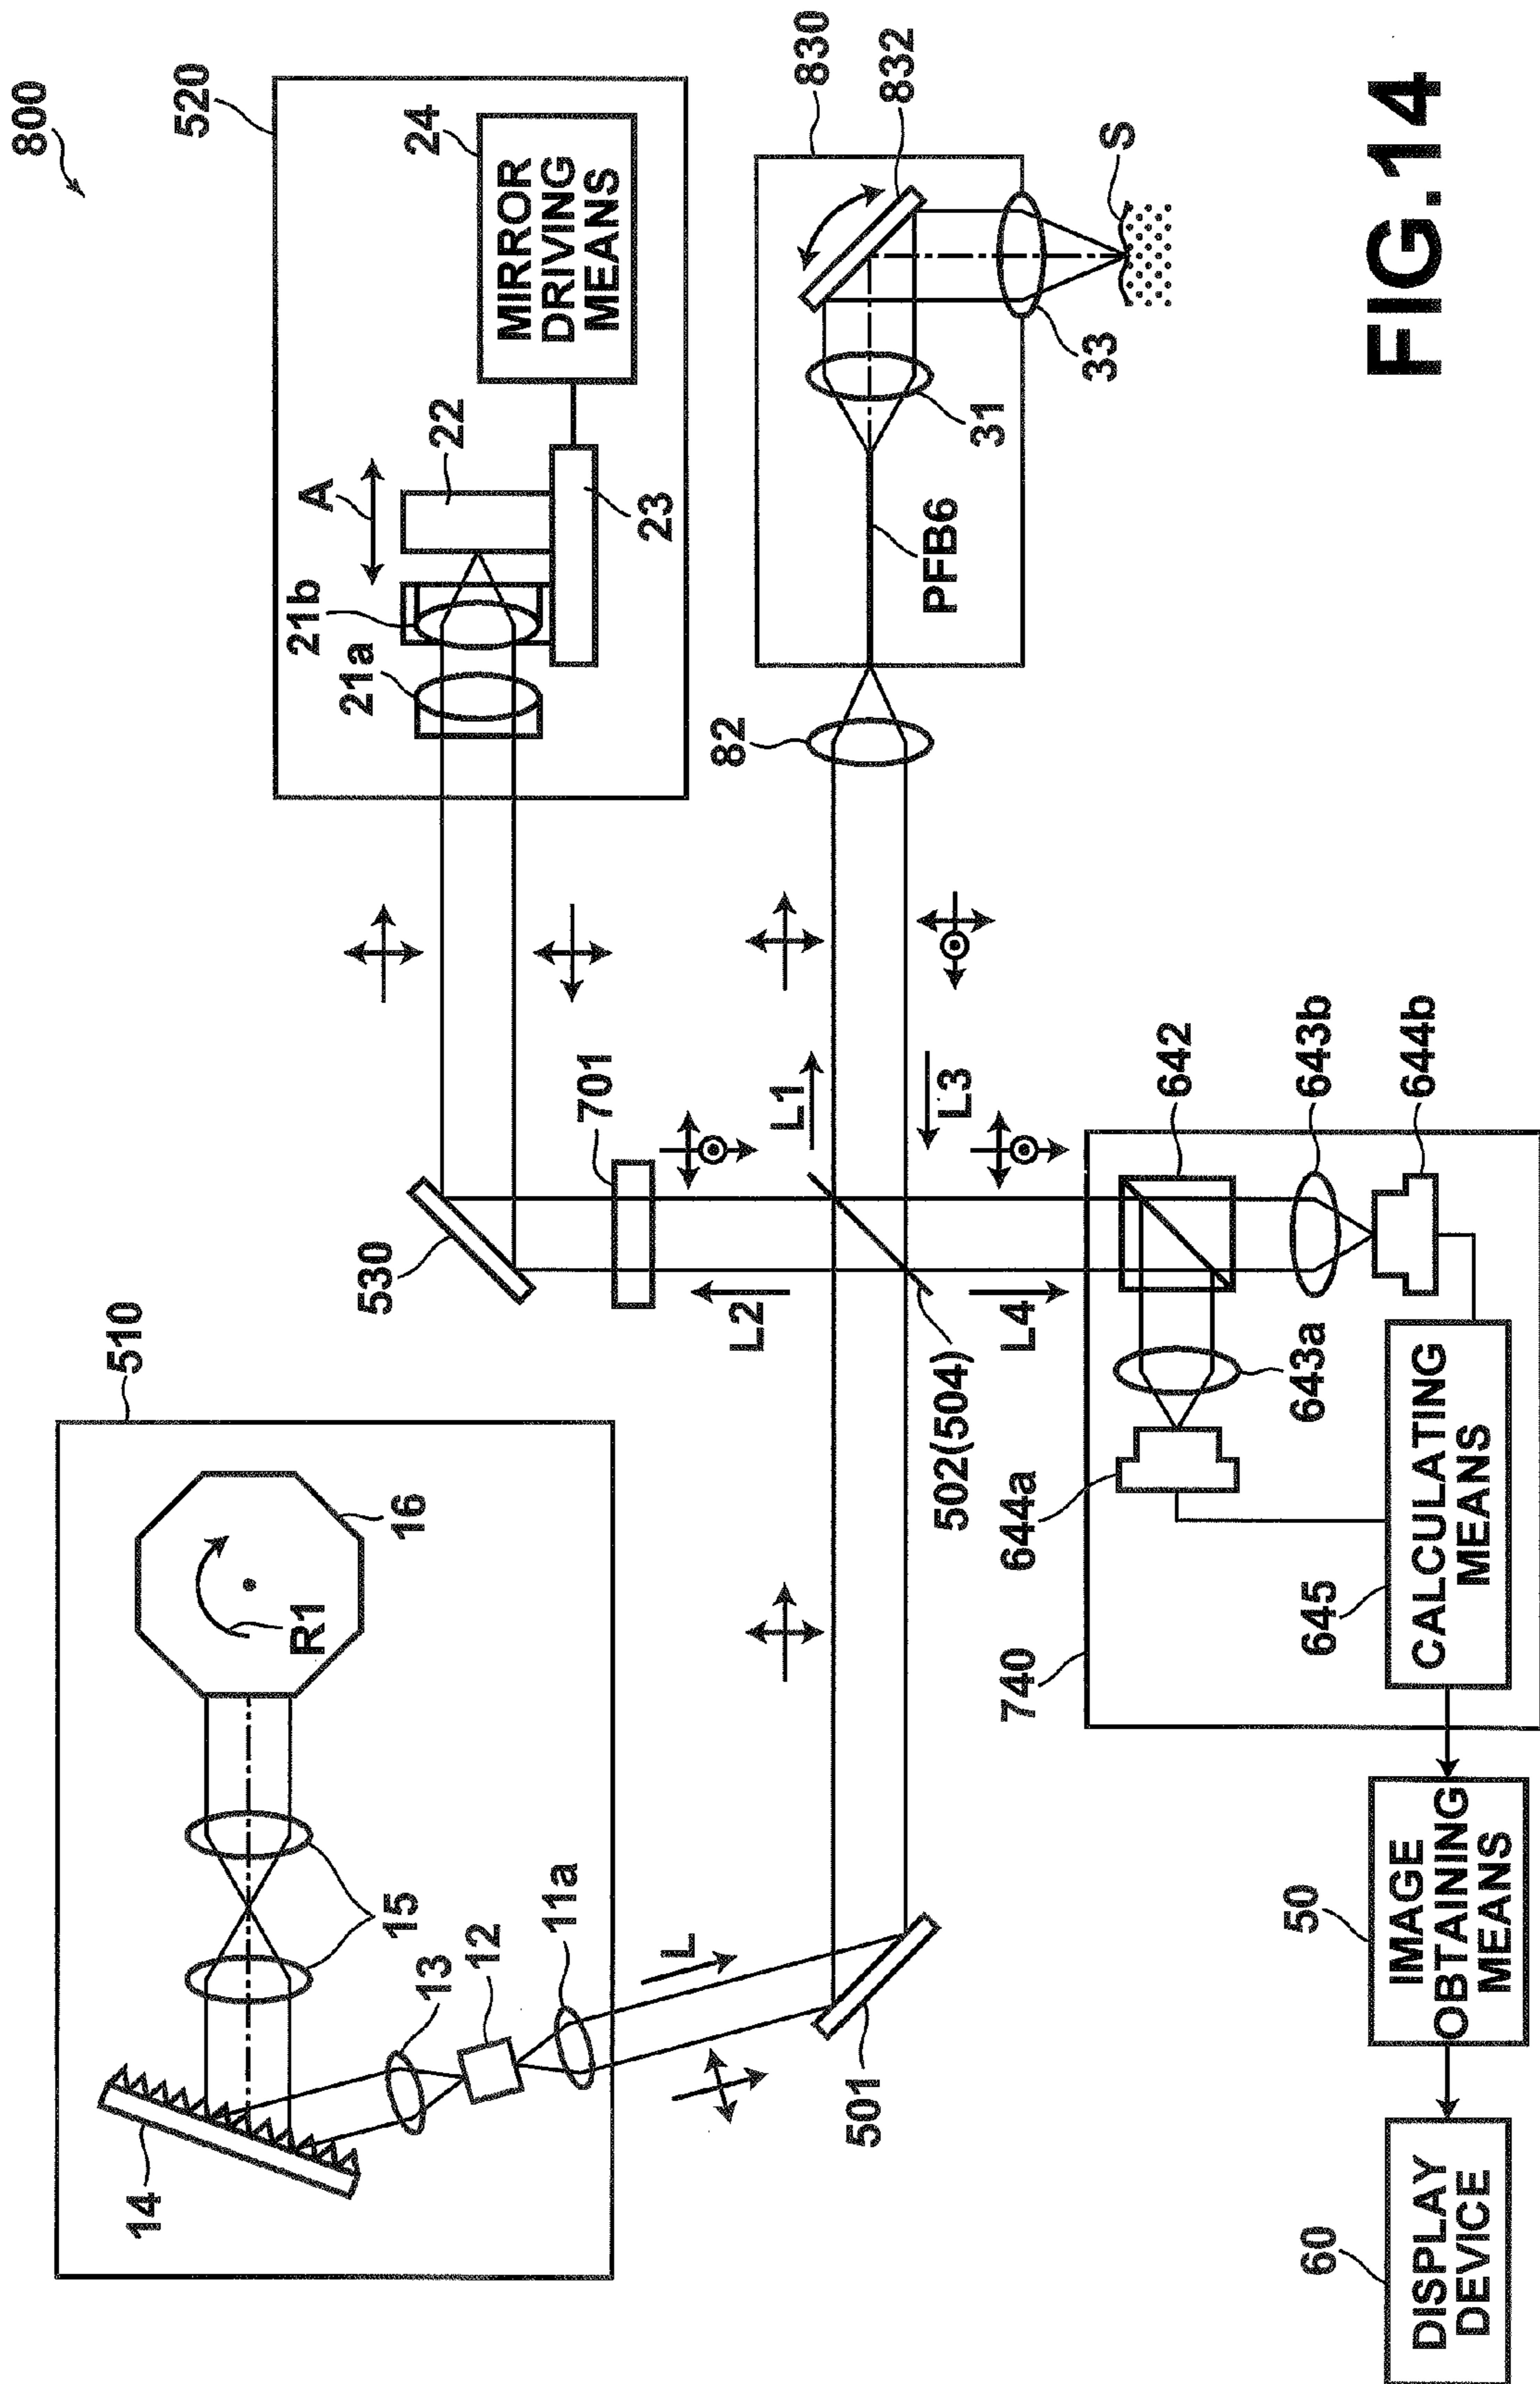 800
520
24
MIRROR
DRIVING
MEANS
A
22
21b
21a
23
830
832
S
33
31
PFB6
82
701
530
L1
L2
L3
L4
502(504)
510
16
R1
15
14
13
12
11a
L
501
740
642
643b
644b
643a
644a
645
CALCULATING
MEANS
50
IMAGE
OBTAINING
MEANS
60
DISPLAY
DEVICE
FIG.14